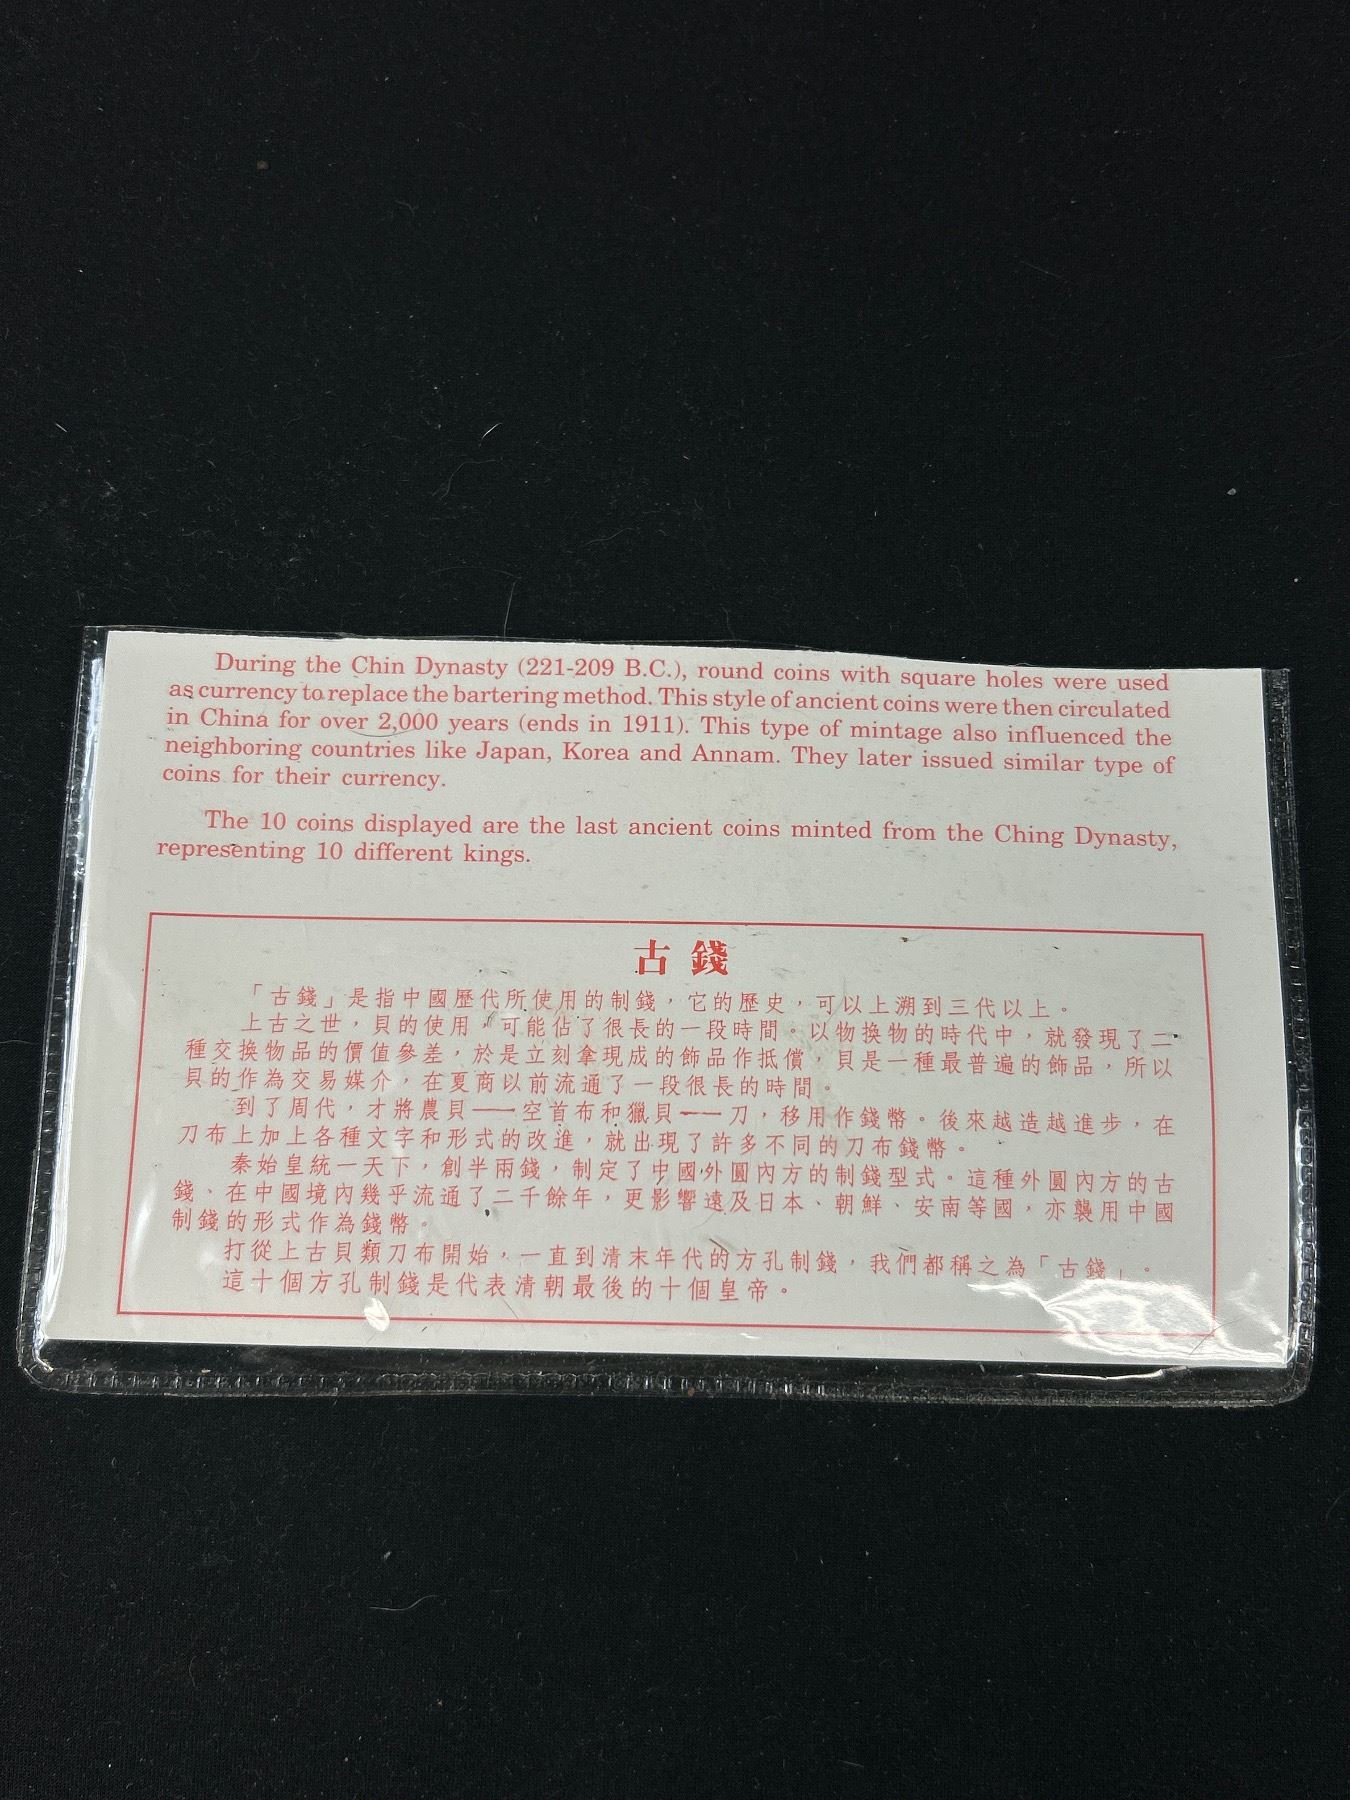 During the Chin Dynasty (221-209 B.C.), round coins with square holes were used
as currency to replace the bartering method. This style of ancient coins were then circulated
in China for over 2,000 years (ends in 1911). This type of mintage also influenced the
neighboring countries like Japan, Korea and Annam. They later issued similar type of
coins for their currency.
The 10 coins displayed are the last ancient coins minted from the Ching Dynasty,
representing 10 different kings.
古錢
「古錢」是指中國歷代所使用的制錢，它的歷史，可以上溯到三代以上。
上古之世，貝的使用，可能佔了很長的一段時間。以物換物的時代中，就發現了二
種交換物品的價值參差，於是立刻拿現成的飾品作抵償，貝是一種最普遍的飾品，所以
貝的作為交易媒介，在夏商以前流通了一段很長的時間。
到了周代，才將農貝——空首布和獵貝——刀，移用作錢幣。後來越造越進步，在
刀布上加上各種文字和形式的改進，就出現了許多不同的刀布錢幣。
秦始皇統一天下，創半兩錢，制定了中國外圓內方的制錢型式。這種外圓內方的古
錢、在中國境內幾乎流通了二千餘年，更影響遠及日本、朝鮮、安南等國，亦襲用中國
制錢的形式作為錢幣。
打從上古貝類刀布開始，一直到清末年代的方孔制錢，我們都稱之為「古錢」。
這十個方孔制錢是代表清朝最後的十個皇帝。